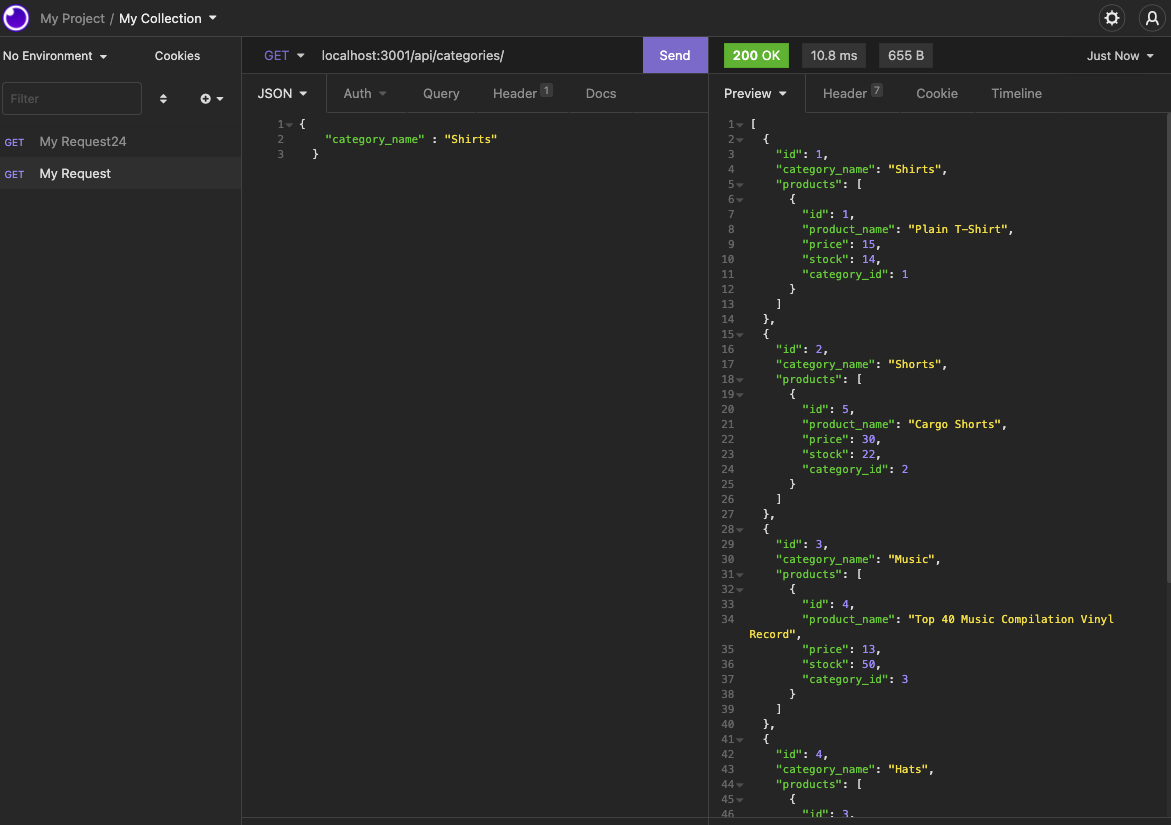 My Project / My Collection
No Environment Cookies
GET localhost:3001/api/categories/ Send
200 OK 10.8 ms 655 B Just Now
Filter
JSON Auth Query Header 1 Docs
Preview Header 7 Cookie Timeline
GET My Request24
GET My Request
1 {
2 "category_name" : "Shirts"
3 }
1 [
2 {
3 "id": 1,
4 "category_name": "Shirts",
5 "products": [
6 {
7 "id": 1,
8 "product_name": "Plain T-Shirt",
9 "price": 15,
10 "stock": 14,
11 "category_id": 1
12 }
13 ]
14 },
15 {
16 "id": 2,
17 "category_name": "Shorts",
18 "products": [
19 {
20 "id": 5,
21 "product_name": "Cargo Shorts",
22 "price": 30,
23 "stock": 22,
24 "category_id": 2
25 }
26 ]
27 },
28 {
29 "id": 3,
30 "category_name": "Music",
31 "products": [
32 {
33 "id": 4,
34 "product_name": "Top 40 Music Compilation Vinyl
Record",
35 "price": 13,
36 "stock": 50,
37 "category_id": 3
38 }
39 ]
40 },
41 {
42 "id": 4,
43 "category_name": "Hats",
44 "products": [
45 {
46 "id": 3,